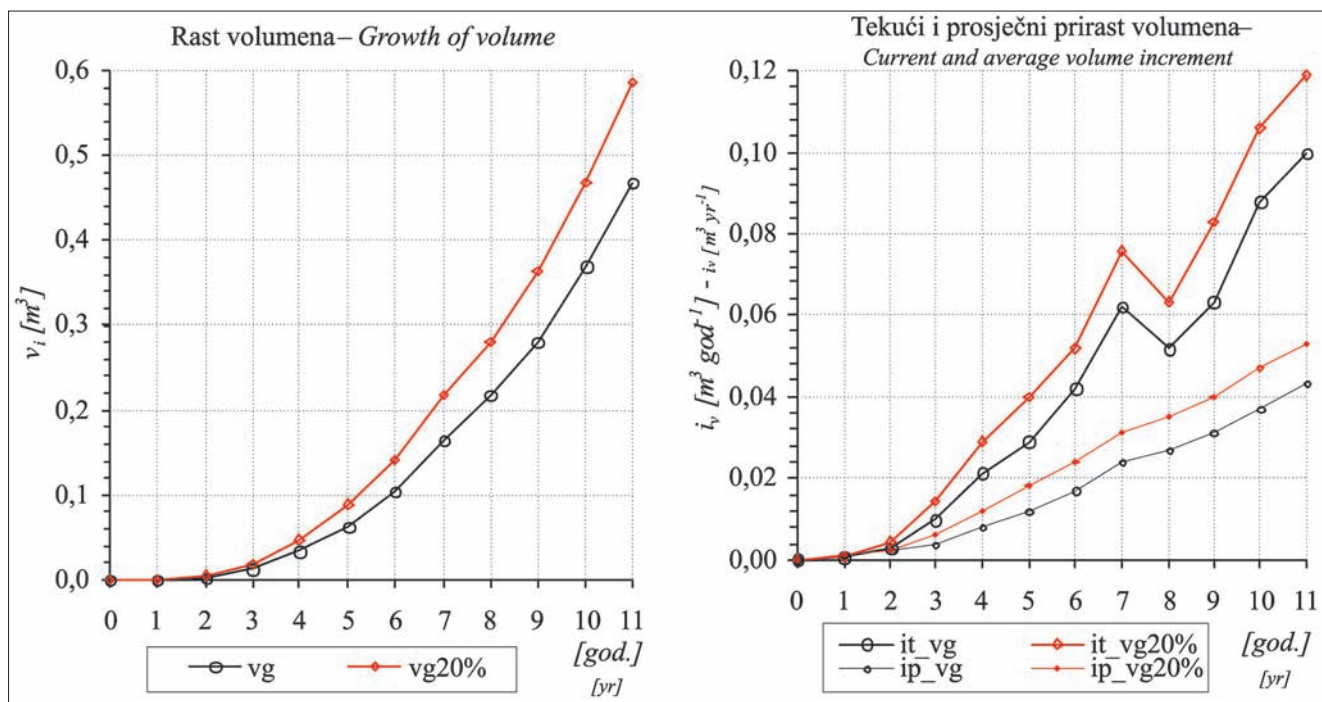 Rast volumena– Growth of volume
0,6
0,5
0,4
0,3
0,2
0,1
0,0
v i [m³]
0 1 2 3 4 5 6 7 8 9 10 11
[god.]
[yr]
vg vg20%
Tekući i prosječni prirast volumena–
Current and average volume increment
0,12
0,10
0,08
0,06
0,04
0,02
0,00
i v [m³ god⁻¹] - iv [m³ yr⁻¹]
0 1 2 3 4 5 6 7 8 9 10 11
[god.]
[yr]
it_vg it_vg20%
ip_vg ip_vg20%